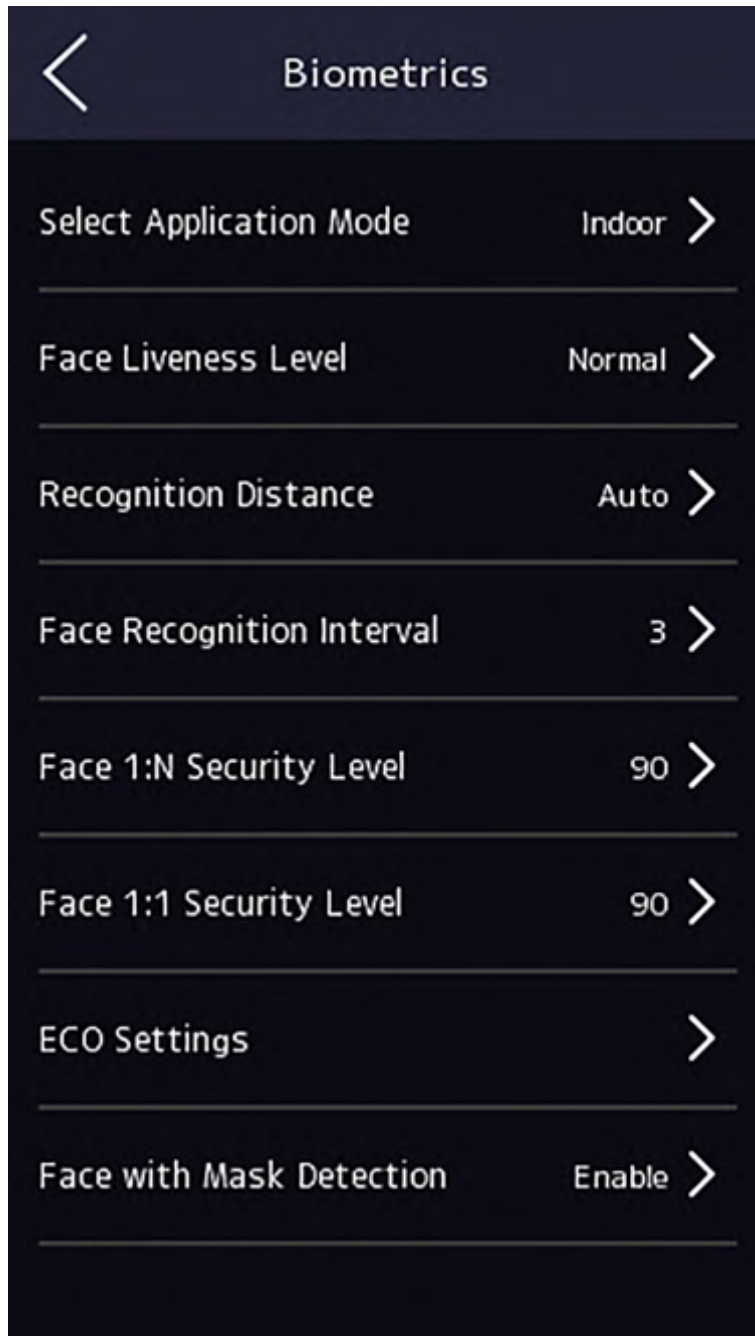 Biometrics
Select Application Mode Indoor
Face Liveness Level Normal
Recognition Distance Auto
Face Recognition Interval 3
Face 1:N Security Level 90
Face 1:1 Security Level 90
ECO Settings
Face with Mask Detection Enable